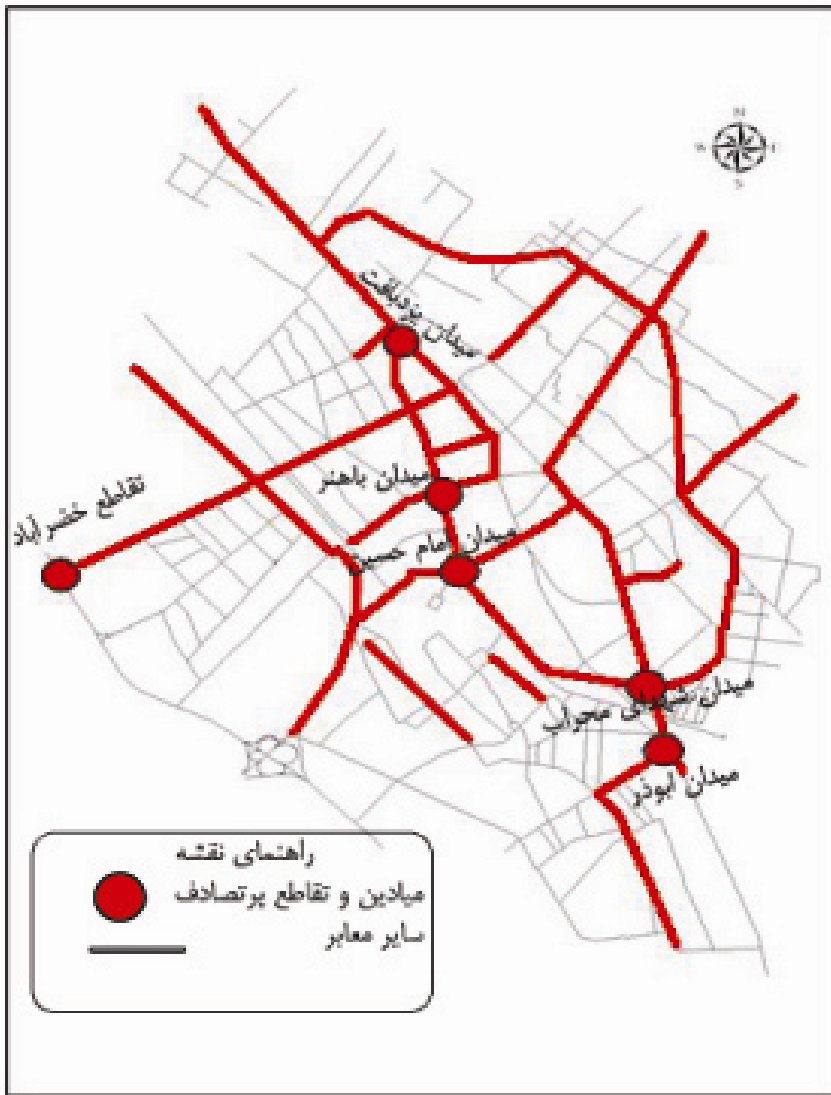 N
W E
S
میدان یزدبافت
میدان باهنر
تقاطع خضرآباد
میدان امام حسین
میدان شهدای محراب
میدان ابوذر
راهنمای نقشه
میادین و تقاطع پرتصادف
سایر معابر